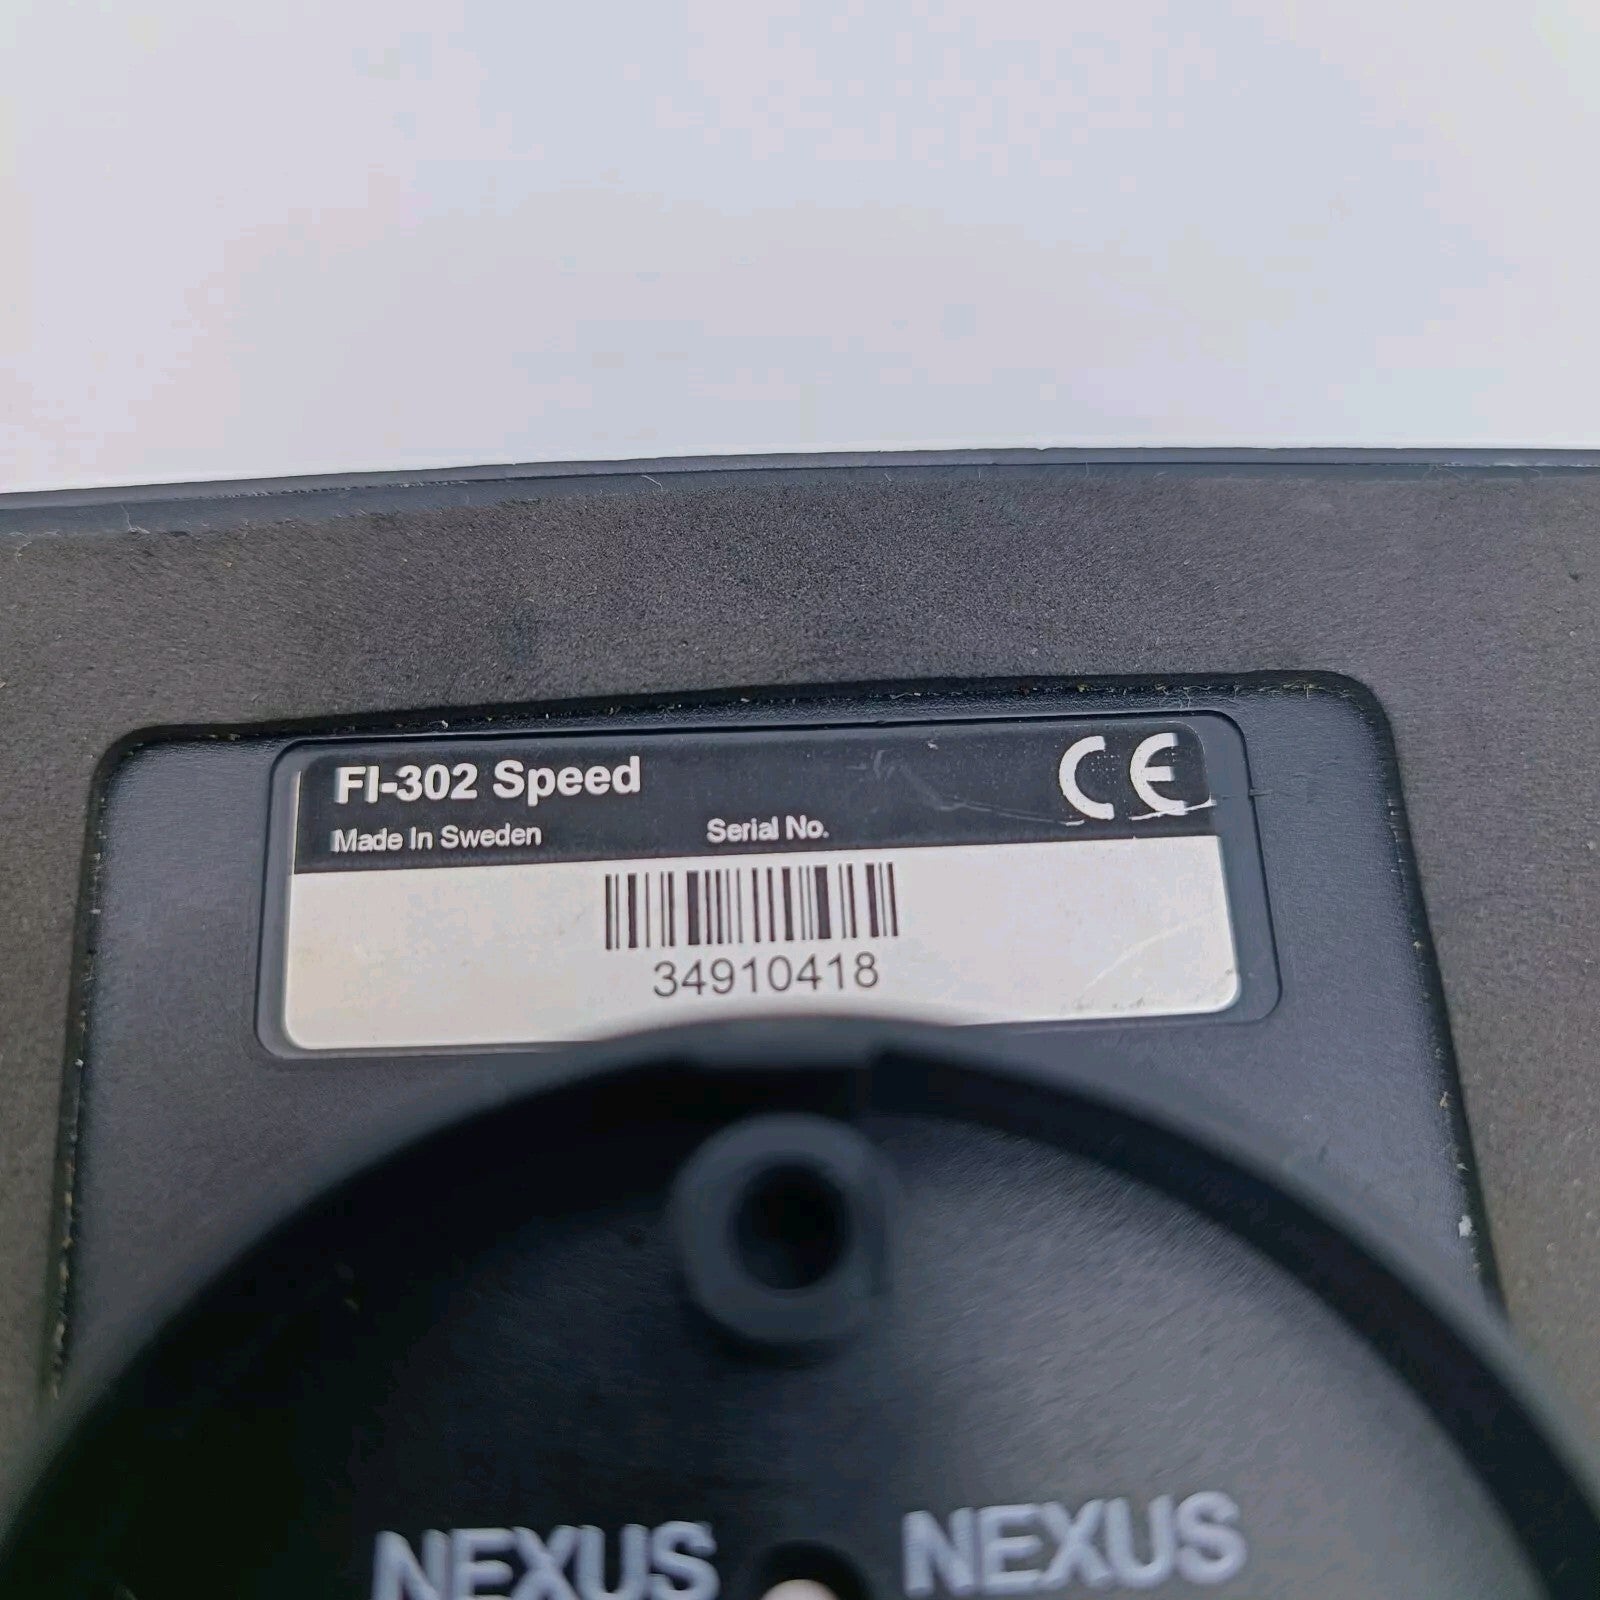 FI-302 Speed
CE
Made In Sweden
Serial No.
34910418
NEXUS
NEXUS